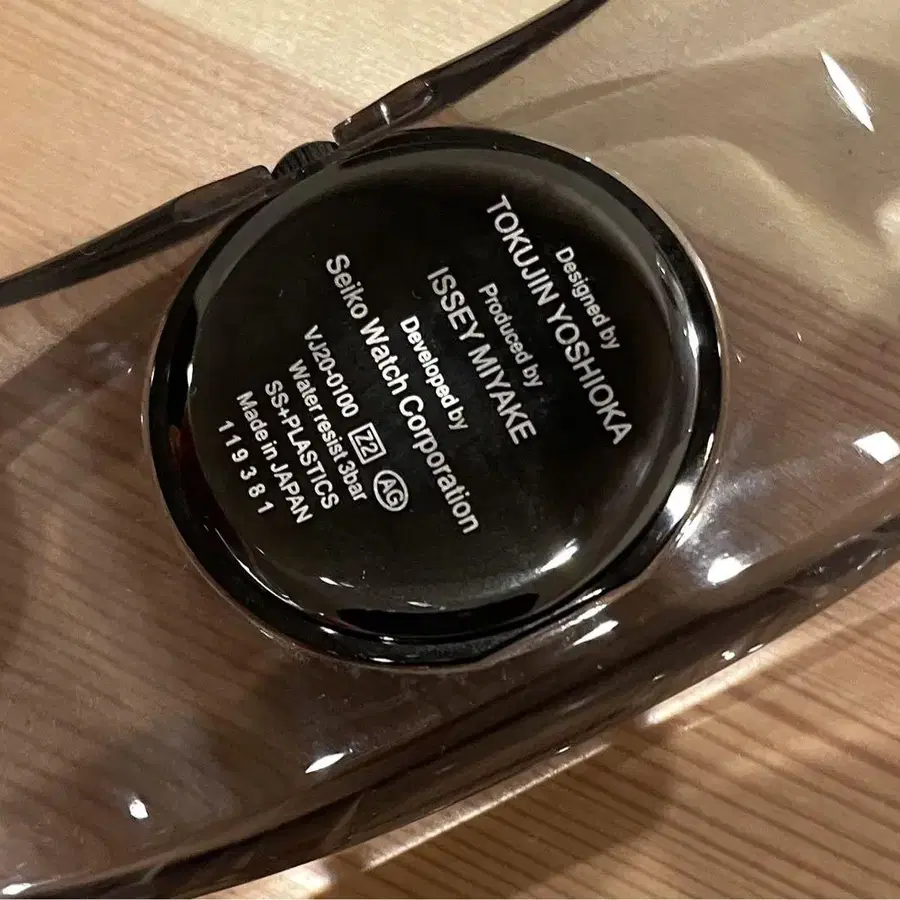 Designed by
TOKUJIN YOSHIOKA
Produced by
ISSEY MIYAKE
Developed by
Seiko Watch Corporation
VJ20-0100 Z2 AG
Water resist 3bar
SS+PLASTICS
Made in JAPAN
119381